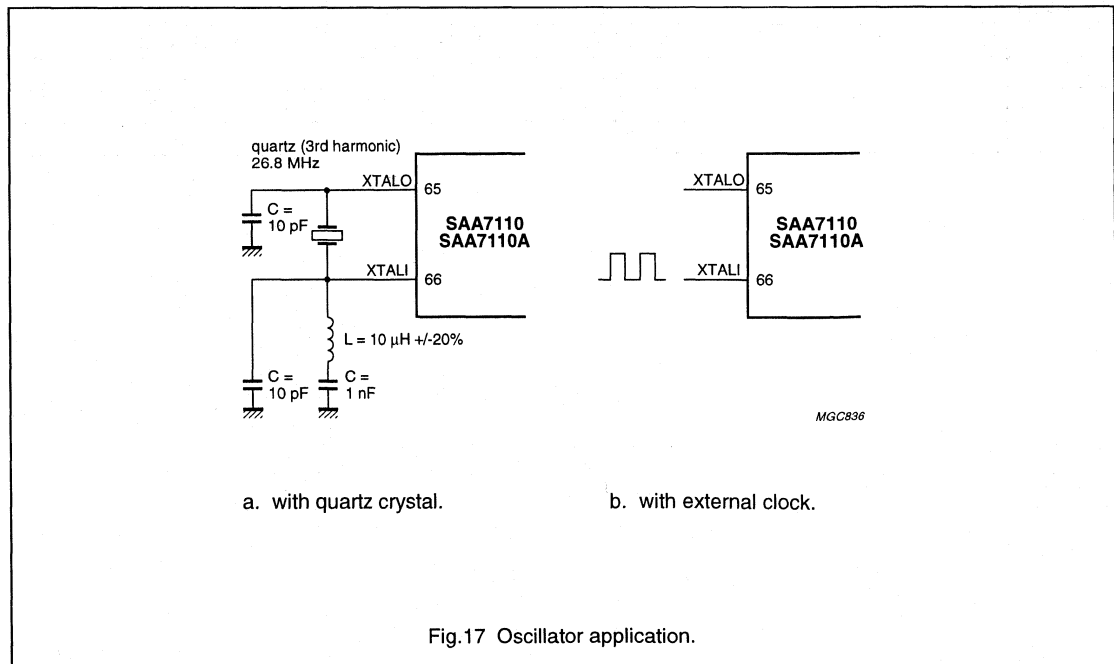 quartz (3rd harmonic)
26.8 MHz
XTALO
65
C =
10 pF
SAA7110
SAA7110A
XTALI
66
L = 10 µH +/-20%
C =
10 pF
C =
1 nF
XTALO
65
SAA7110
SAA7110A
XTALI
66
MGC836
a. with quartz crystal.
b. with external clock.
Fig.17 Oscillator application.